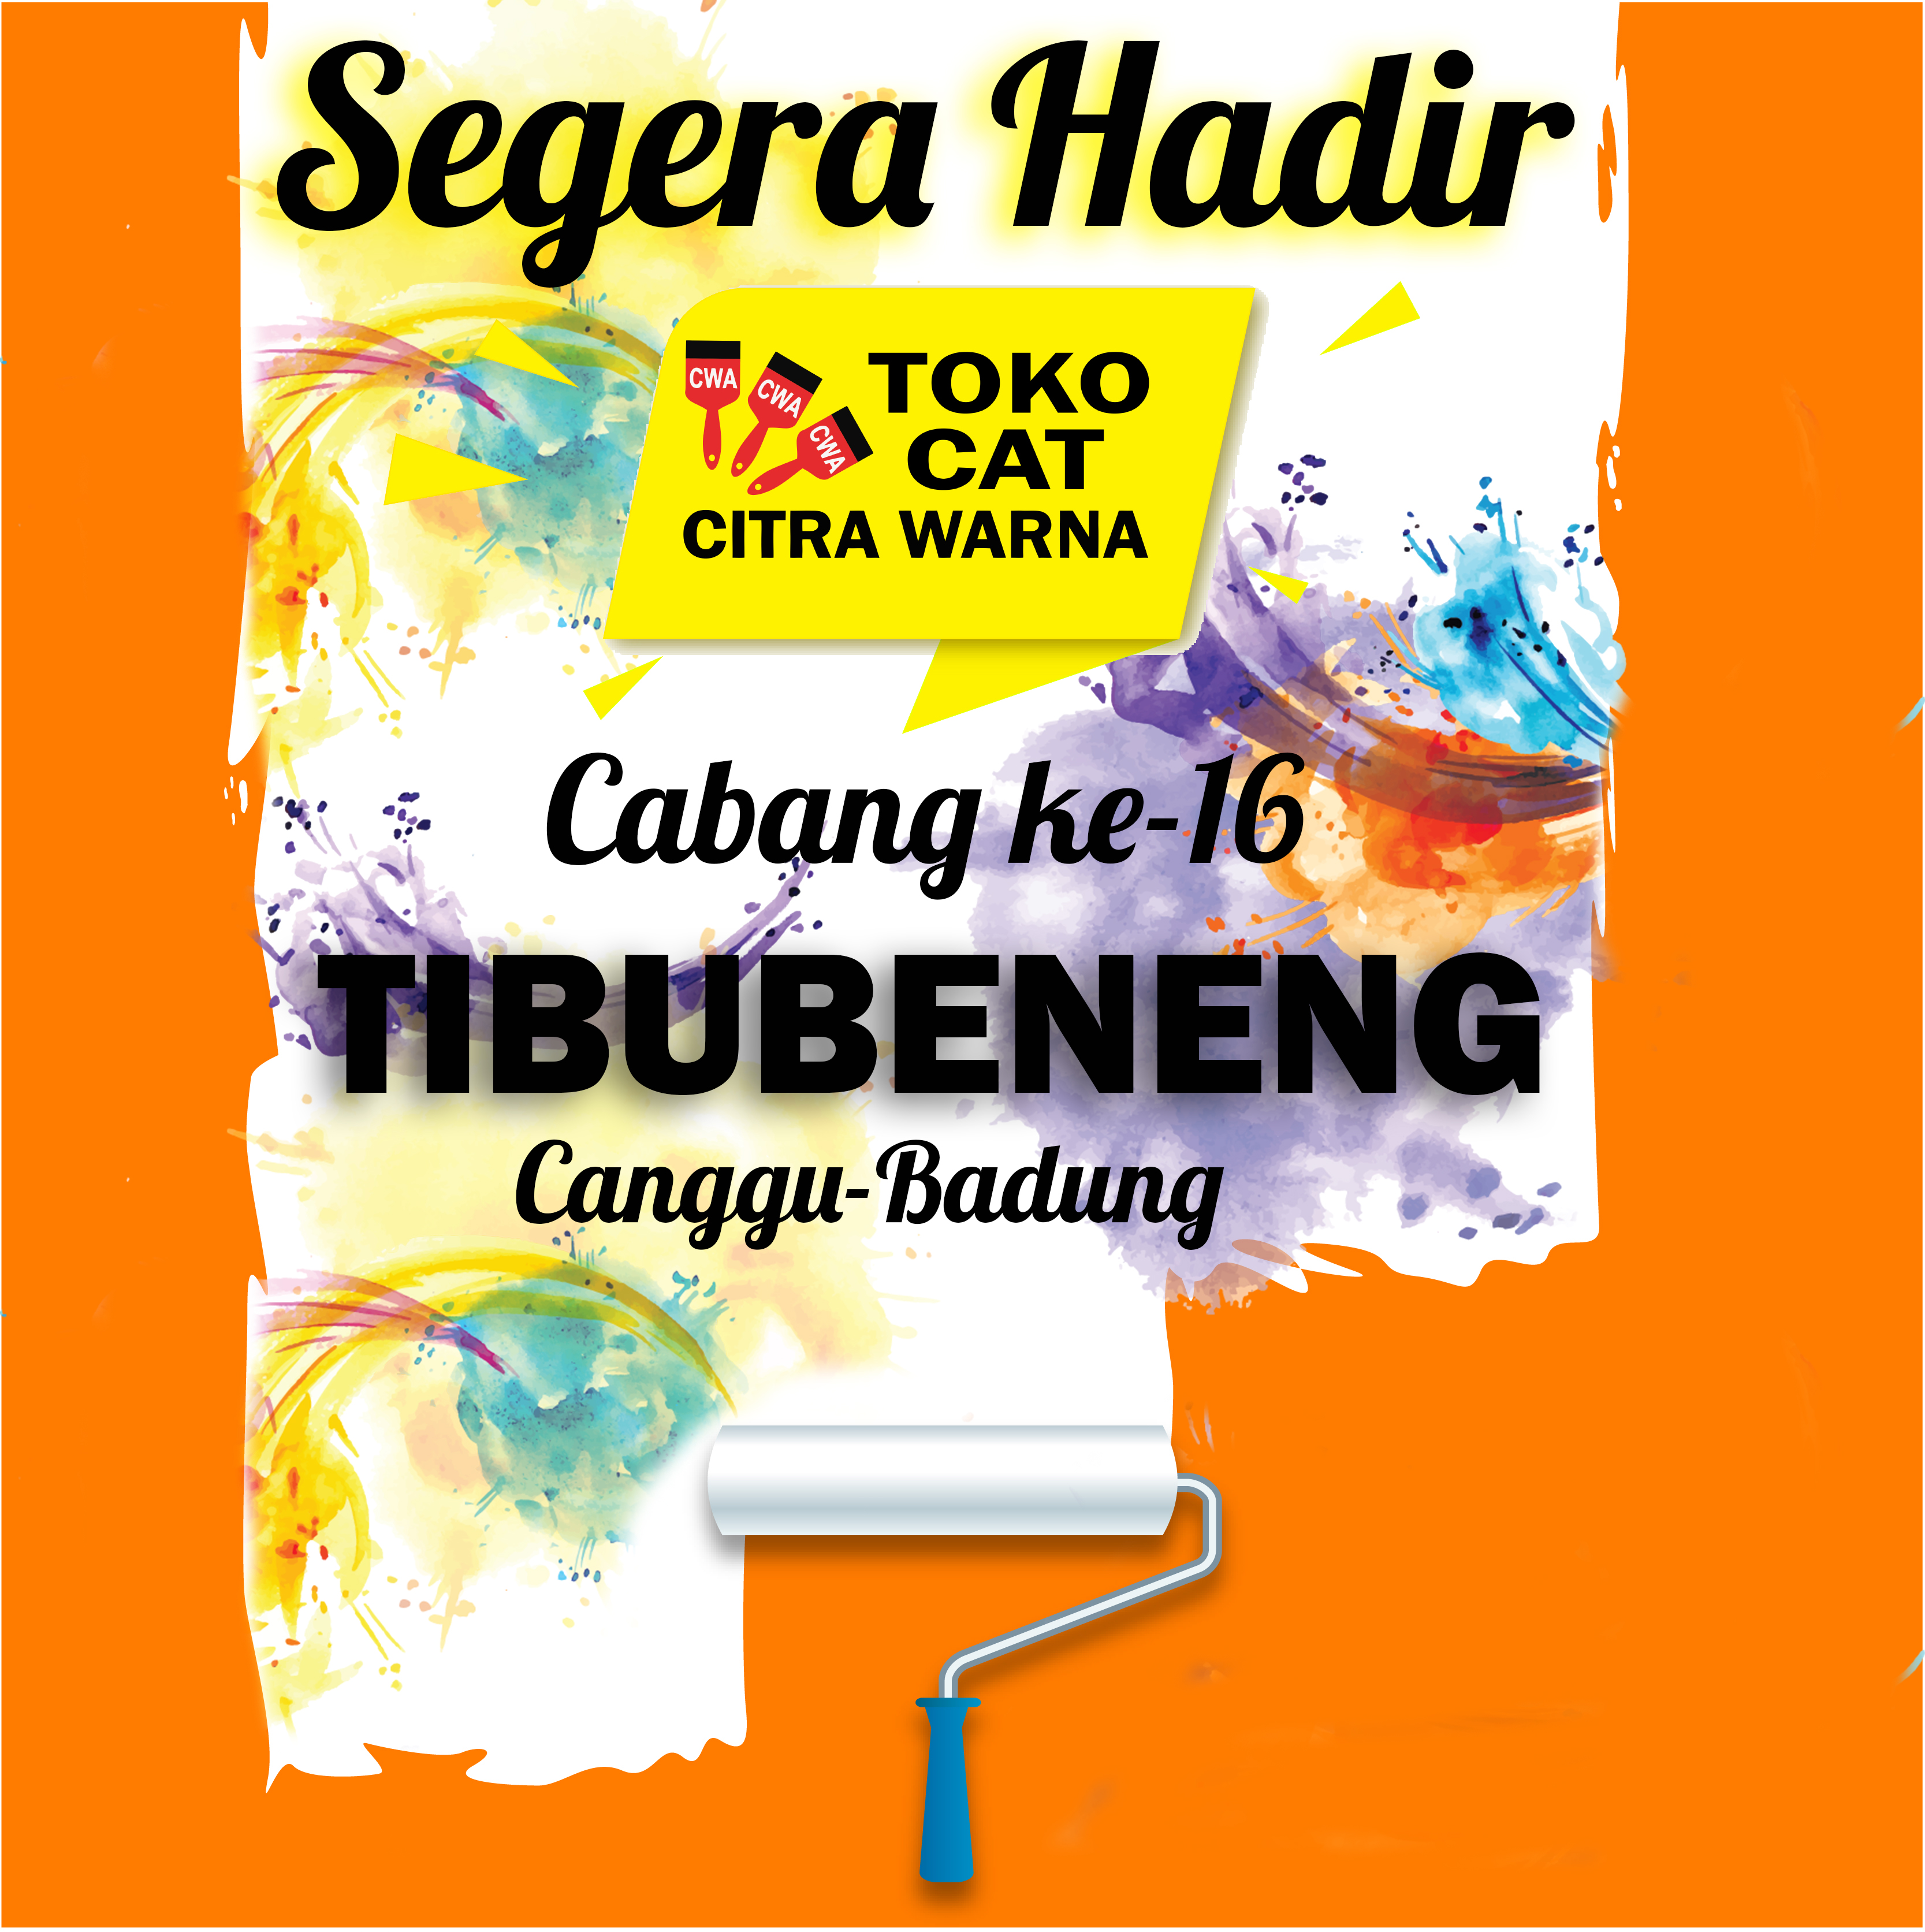 Segera Hadir
CWA CWA CWA
TOKO
CAT
CITRA WARNA
Cabang ke-16
TIBUBENENG
Canggu-Badung